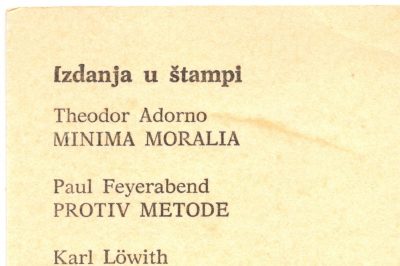 Izdanja u štampi
Theodor Adorno
MINIMA MORALIA
Paul Feyerabend
PROTIV METODE
Karl Löwith